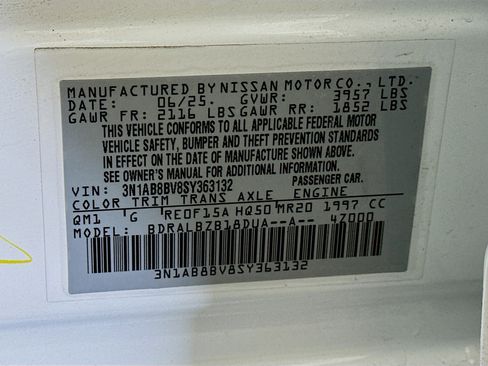 MANUFACTURED BY NISSAN MOTOR CO., LTD.
DATE: 06/25. GVWR: 3957 LBS
GAWR FR: 2116 LBS GAWR RR: 1852 LBS
THIS VEHICLE CONFORMS TO ALL APPLICABLE FEDERAL MOTOR
VEHICLE SAFETY, BUMPER AND THEFT PREVENTION STANDARDS
IN EFFECT ON THE DATE OF MANUFACTURE SHOWN ABOVE.
SEE OWNER'S MANUAL FOR ADDITIONAL INFORMATION.
VIN: 3N1AB8BV8SY363132 PASSENGER CAR.
COLOR TRIM TRANS AXLE ENGINE
QM1 G RE0F15A HQ50 MR20 1997 CC
MODEL: BDRALBZB18DUA--A-- 4Z000
3N1AB8BV8SY363132